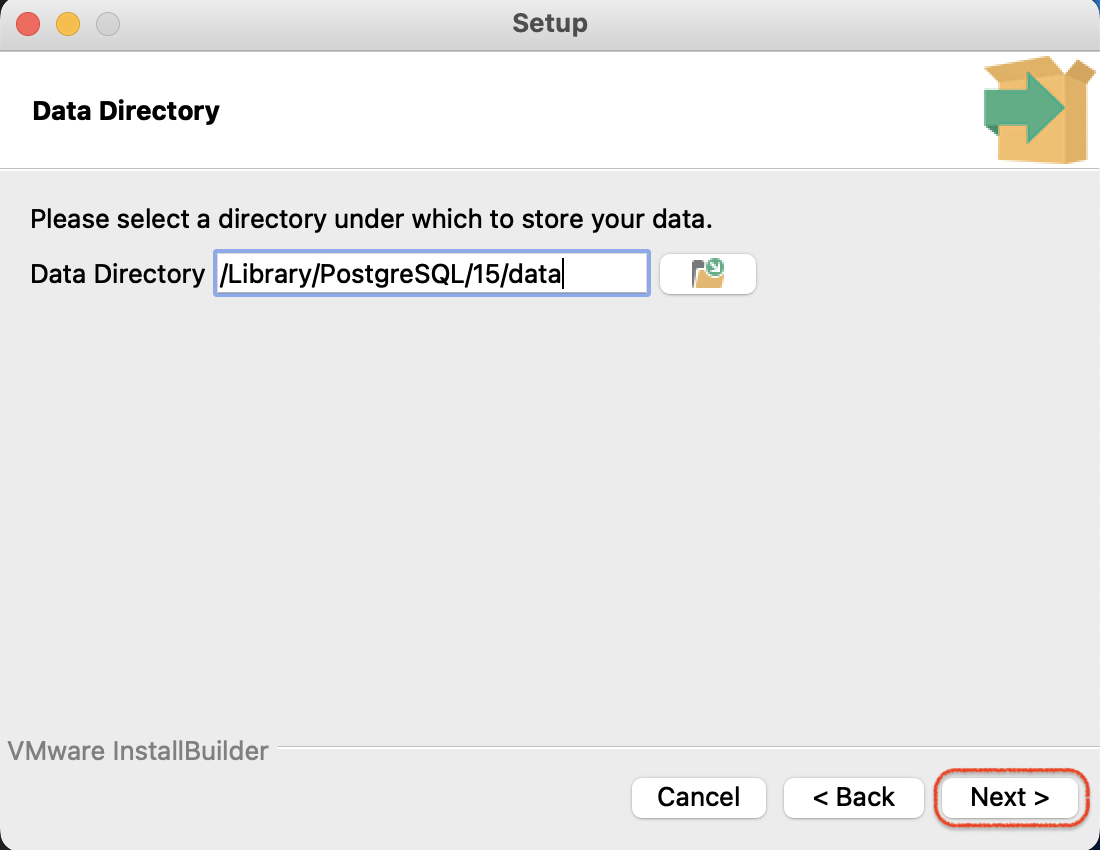 Setup
Data Directory
Please select a directory under which to store your data.
Data Directory /Library/PostgreSQL/15/data
VMware InstallBuilder
Cancel < Back Next >